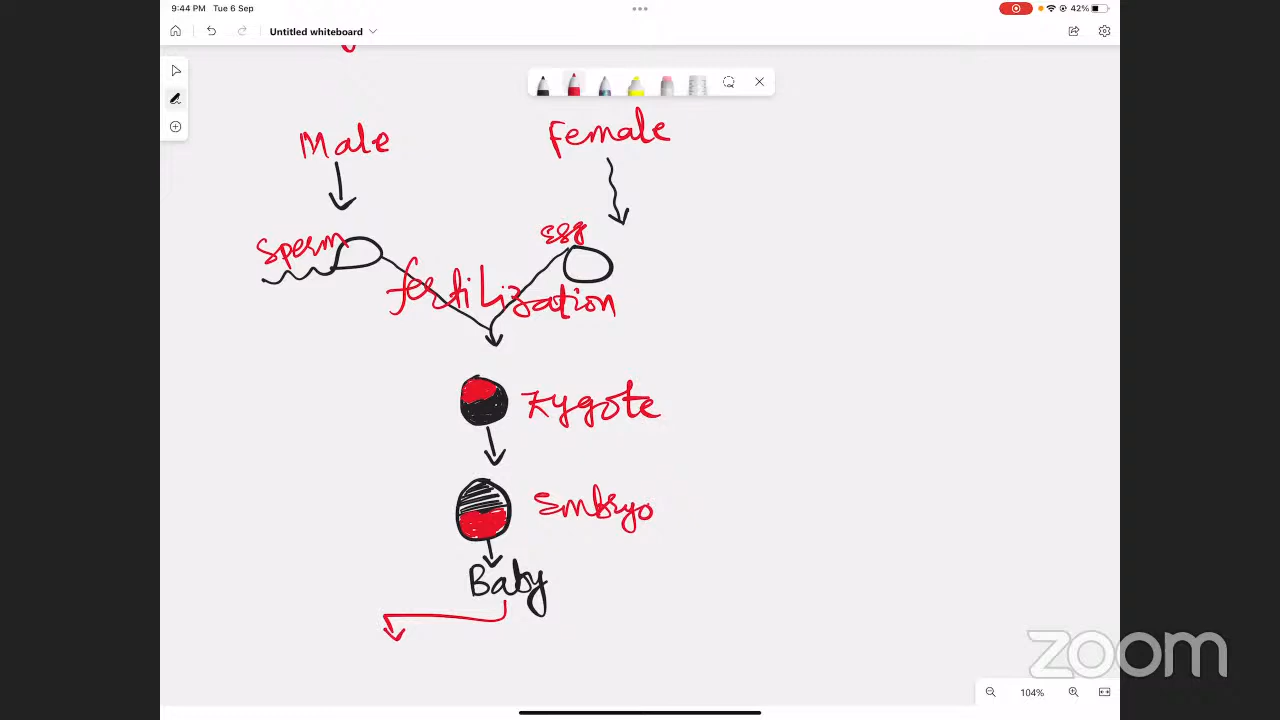 9:44 PM Tue 6 Sep
42%
Untitled whiteboard
Male
Female
Sperm
egg
fertilization
Zygote
Embryo
Baby
zoom
104%